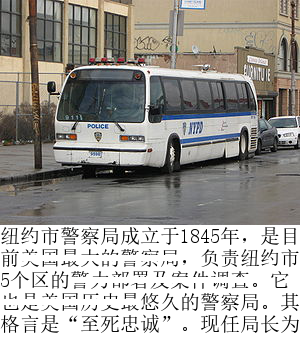 9111
POLICE
NYPD
纽约市警察局成立于1845年，是目
前美国最大的警察局，负责纽约市
5个区的警力部署及案件调查。它
也是美国历史最悠久的警察局。其
格言是“至死忠诚”。现任局长为